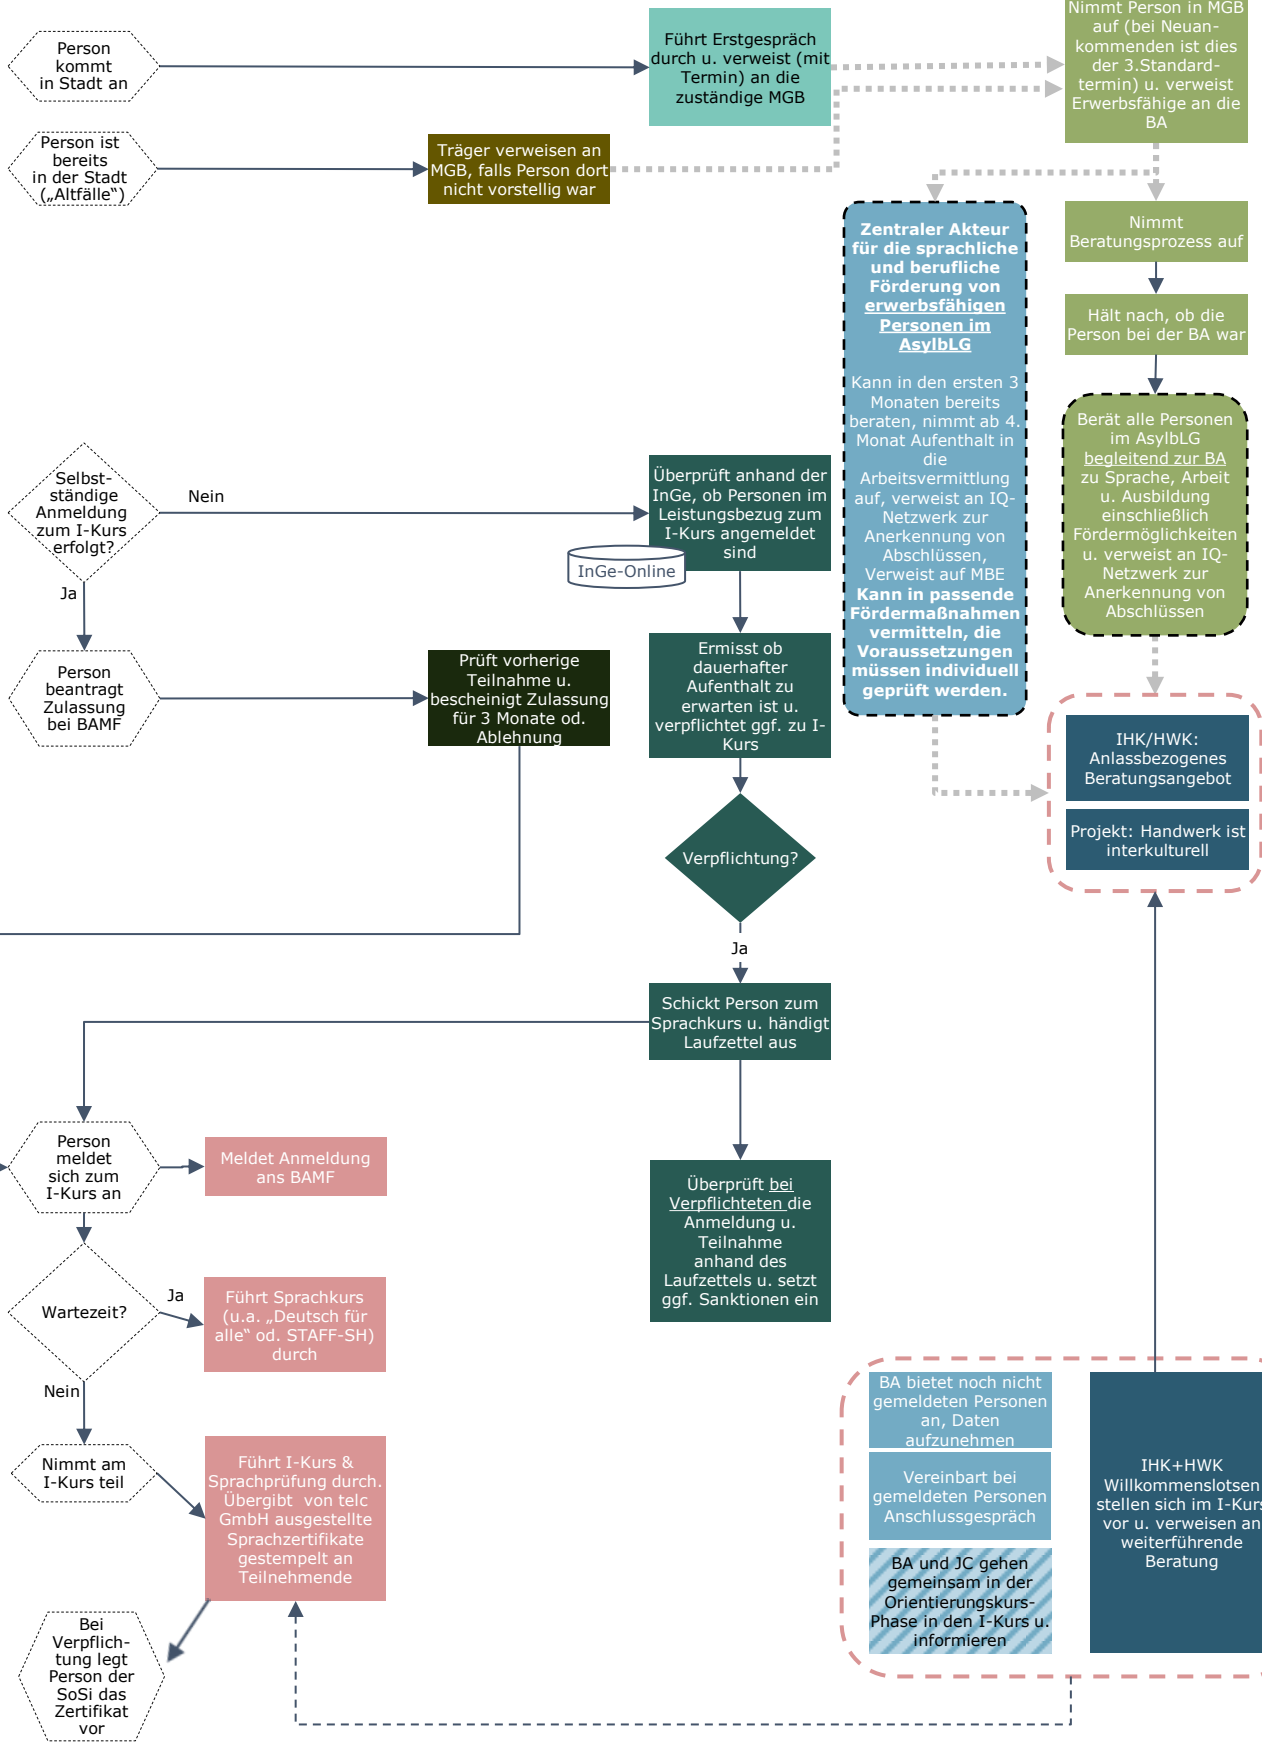 Person
kommt
in Stadt an
Führt Erstgespräch
durch u. verweist (mit
Termin) an die
zuständige MGB
Nimmt Person in MGB
auf (bei Neuan-
kommenden ist dies
der 3.Standard-
termin) u. verweist
Erwerbsfähige an die
BA
Person ist
bereits
in der Stadt
(„Altfälle“)
Träger verweisen an
MGB, falls Person dort
nicht vorstellig war
Zentraler Akteur
für die sprachliche
und berufliche
Förderung von
erwerbsfähigen
Personen im
AsylbLG
Kann in den ersten 3
Monaten bereits
beraten, nimmt ab 4.
Monat Aufenthalt in
die
Arbeitsvermittlung
auf, verweist an IQ-
Netzwerk zur
Anerkennung von
Abschlüssen,
Verweist auf MBE
Kann in passende
Fördermaßnahmen
vermitteln, die
Voraussetzungen
müssen individuell
geprüft werden.
Nimmt
Beratungsprozess auf
Hält nach, ob die
Person bei der BA war
Berät alle Personen
im AsylbLG
begleitend zur BA
zu Sprache, Arbeit
u. Ausbildung
einschließlich
Fördermöglichkeiten
u. verweist an IQ-
Netzwerk zur
Anerkennung von
Abschlüssen
Selbst-
ständige
Anmeldung
zum I-Kurs
erfolgt?
Nein
Ja
Überprüft anhand der
InGe, ob Personen im
Leistungsbezug zum
I-Kurs angemeldet
sind
InGe-Online
Person
beantragt
Zulassung
bei BAMF
Prüft vorherige
Teilnahme u.
bescheinigt Zulassung
für 3 Monate od.
Ablehnung
Ermisst ob
dauerhafter
Aufenthalt zu
erwarten ist u.
verpflichtet ggf. zu I-
Kurs
IHK/HWK:
Anlassbezogenes
Beratungsangebot
Projekt: Handwerk ist
interkulturell
Verpflichtung?
Ja
Schickt Person zum
Sprachkurs u. händigt
Laufzettel aus
Person
meldet
sich zum
I-Kurs an
Meldet Anmeldung
ans BAMF
Überprüft bei
Verpflichteten die
Anmeldung u.
Teilnahme
anhand des
Laufzettels u. setzt
ggf. Sanktionen ein
Wartezeit?
Ja
Führt Sprachkurs
(u.a. „Deutsch für
alle“ od. STAFF-SH)
durch
Nein
Nimmt am
I-Kurs teil
Führt I-Kurs &
Sprachprüfung durch.
Übergibt von telc
GmbH ausgestellte
Sprachzertifikate
gestempelt an
Teilnehmende
Bei
Verpflich-
tung legt
Person der
SoSi das
Zertifikat
vor
BA bietet noch nicht
gemeldeten Personen
an, Daten
aufzunehmen
Vereinbart bei
gemeldeten Personen
Anschlussgespräch
BA und JC gehen
gemeinsam in der
Orientierungskurs-
Phase in den I-Kurs u.
informieren
IHK+HWK
Willkommenslotsen
stellen sich im I-Kurs
vor u. verweisen an
weiterführende
Beratung